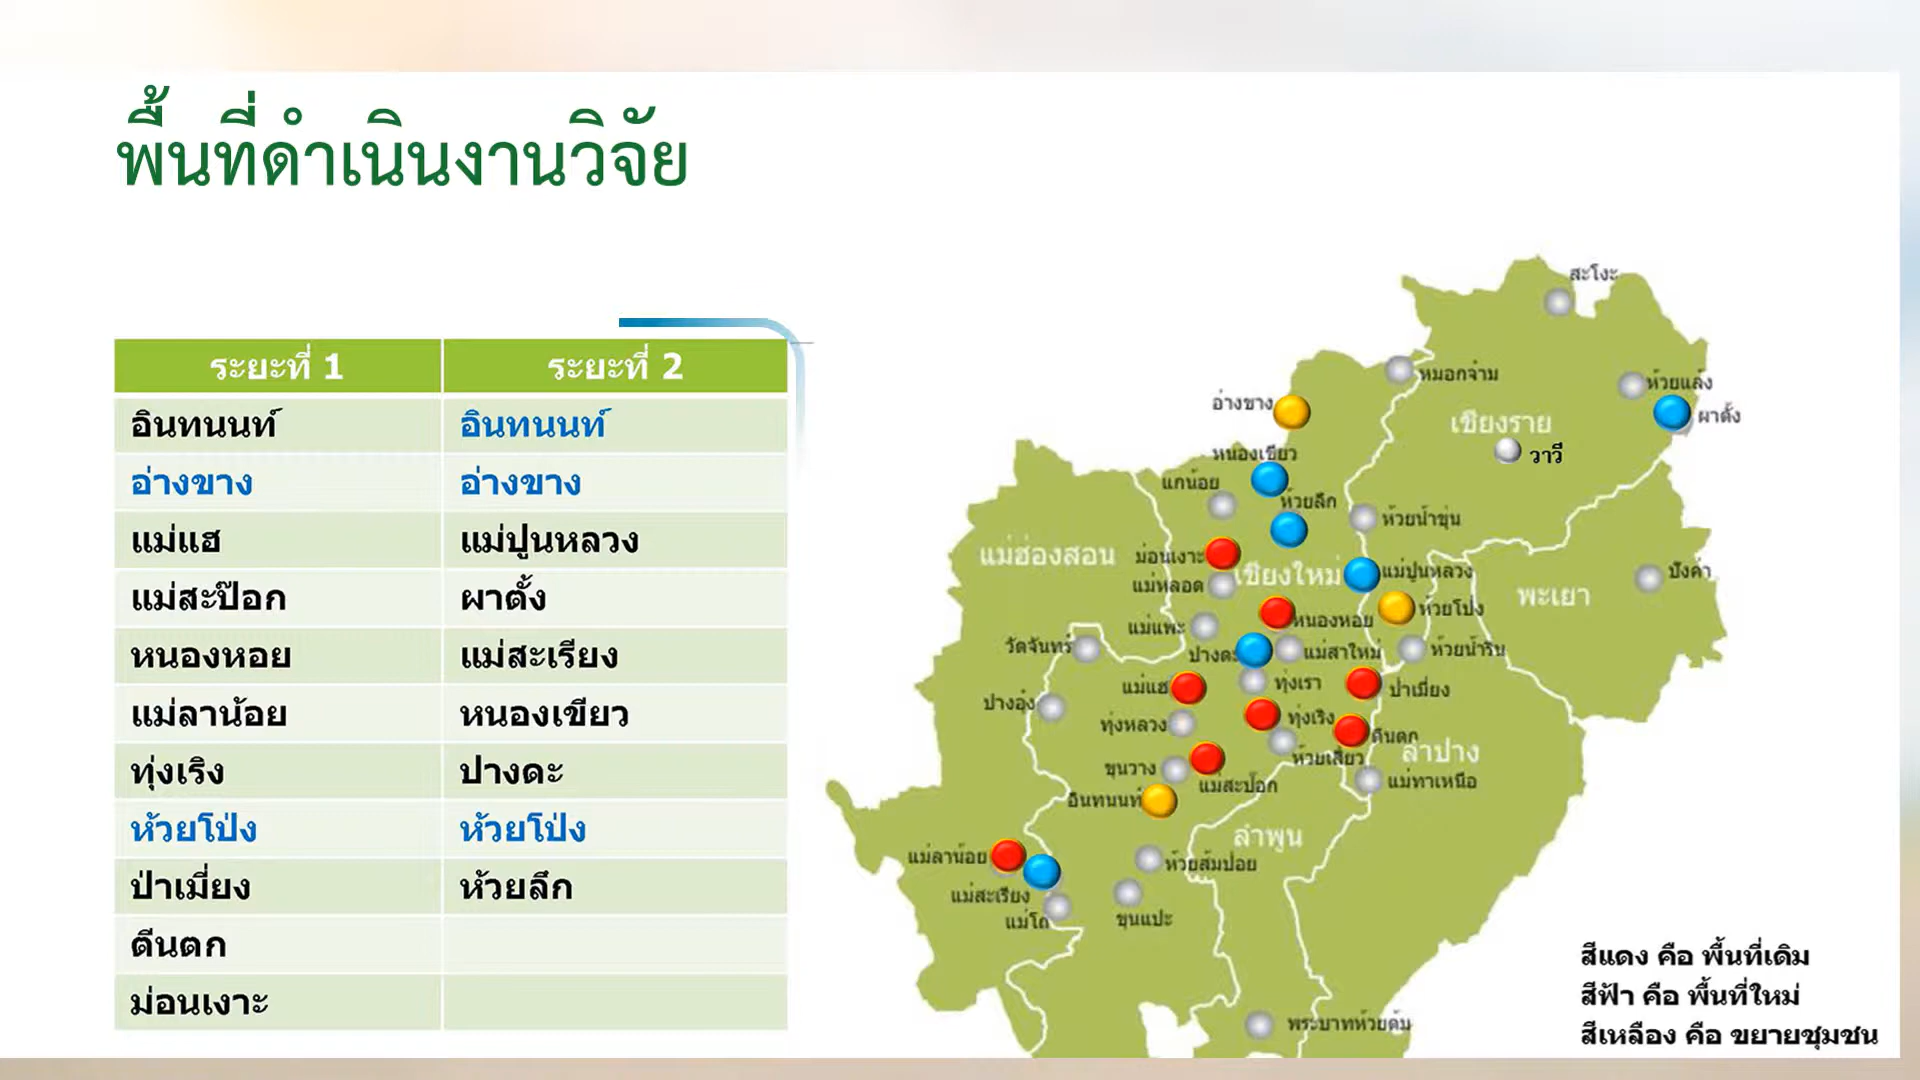 พื้นที่ดำเนินงานวิจัย
ระยะที่ 1 ระยะที่ 2
อินทนนท์ อินทนนท์
อ่างขาง อ่างขาง
แม่แฮ แม่ปูนหลวง
แม่สะป๊อก ผาตั้ง
หนองหอย แม่สะเรียง
แม่ลาน้อย หนองเขียว
ทุ่งเริง ปางดะ
ห้วยโป่ง ห้วยโป่ง
ป่าเมี่ยง ห้วยลึก
ตีนตก
ม่อนเงาะ
สะโงะ
หมอกจ๋าม
ห้วยแล้ง
อ่างขาง
ผาตั้ง
เชียงราย
วาวี
หนองเขียว
แกน้อย
ห้วยลึก
ห้วยน้ำขุ่น
แม่ฮ่องสอน
ม่อนเงาะ
เชียงใหม่
แม่ปูนหลวง
ปังค่า
แม่หลอด
พะเยา
ห้วยโป่ง
หนองหอย
แม่แพะ
วัดจันทร์
ปางดะ
แม่สาใหม่
ห้วยน้ำริน
แม่แฮ
ทุ่งเรา
ป่าเมี่ยง
ปางอุ๋ง
ทุ่งหลวง
ทุ่งเริง
ตีนตก
ลำปาง
ห้วยเสี้ยว
ขุนวาง
แม่สะป๊อก
แม่ทาเหนือ
อินทนนท์
ลำพูน
แม่ลาน้อย
ห้วยส้มป่อย
แม่สะเรียง
แม่โถ
ขุนแปะ
พระบาทห้วยต้ม
สีแดง คือ พื้นที่เดิม
สีฟ้า คือ พื้นที่ใหม่
สีเหลือง คือ ขยายชุมชน